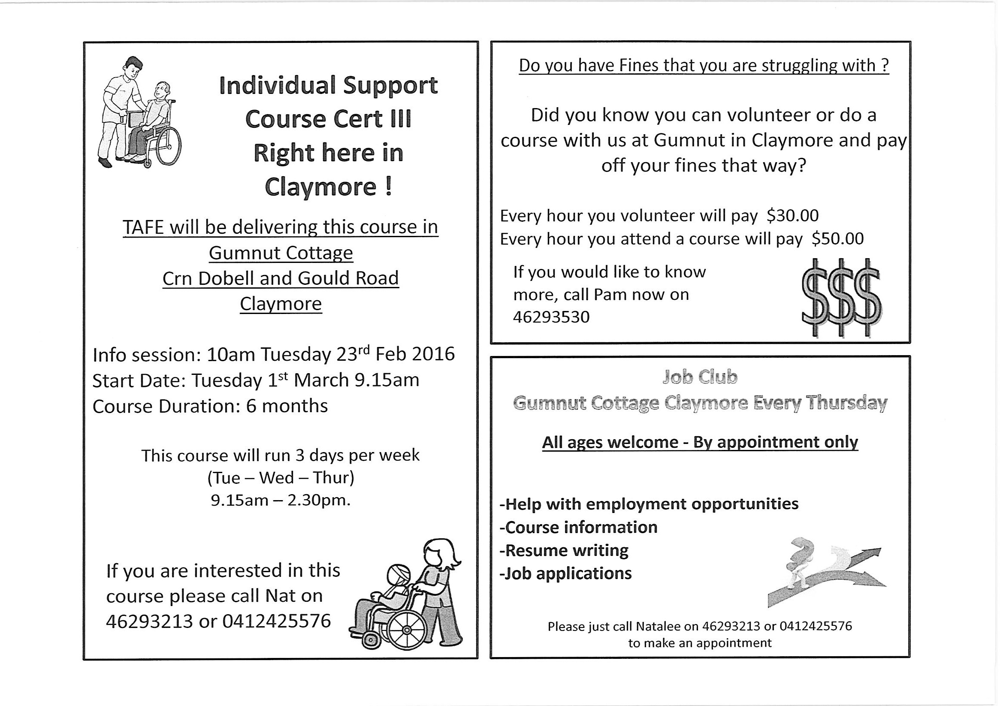 Individual Support
Course Cert III
Right here in
Claymore !
TAFE will be delivering this course in
Gumnut Cottage
Crn Dobell and Gould Road
Claymore
Info session: 10am Tuesday 23rd Feb 2016
Start Date: Tuesday 1st March 9.15am
Course Duration: 6 months
This course will run 3 days per week
(Tue – Wed – Thur)
9.15am – 2.30pm.
If you are interested in this
course please call Nat on
46293213 or 0412425576
Do you have Fines that you are struggling with ?
Did you know you can volunteer or do a
course with us at Gumnut in Claymore and pay
off your fines that way?
Every hour you volunteer will pay $30.00
Every hour you attend a course will pay $50.00
If you would like to know
more, call Pam now on
46293530
$$$
Job Club
Gumnut Cottage Claymore Every Thursday
All ages welcome - By appointment only
-Help with employment opportunities
-Course information
-Resume writing
-Job applications
Please just call Natalee on 46293213 or 0412425576
to make an appointment